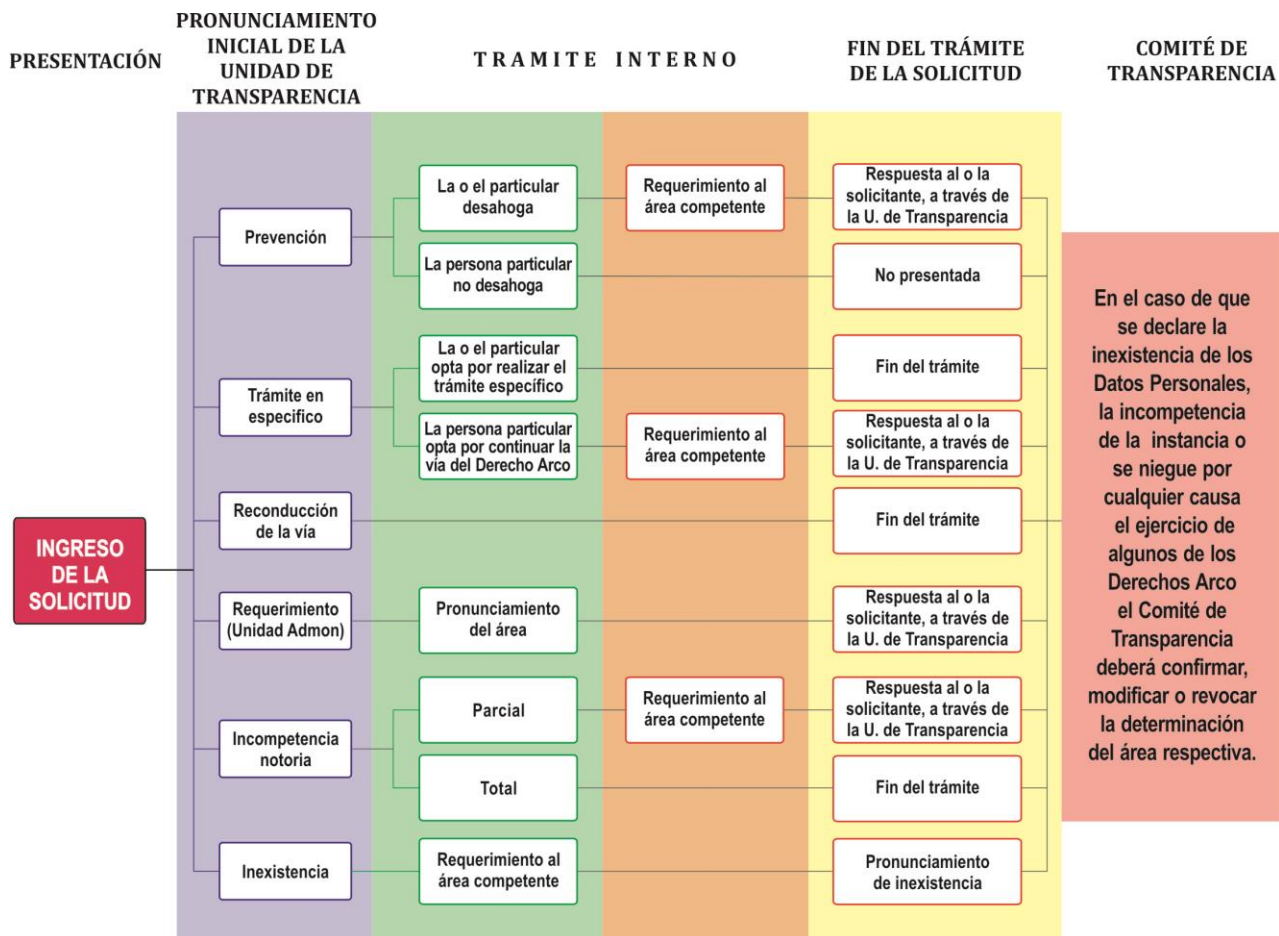 PRESENTACIÓN
PRONUNCIAMIENTO
INICIAL DE LA
UNIDAD DE
TRANSPARENCIA
TRAMITE INTERNO
FIN DEL TRÁMITE
DE LA SOLICITUD
COMITÉ DE
TRANSPARENCIA
INGRESO
DE LA
SOLICITUD
Prevención
La o el particular
desahoga
Requerimiento al
área competente
Respuesta al o la
solicitante, a través de
la U. de Transparencia
La persona particular
no desahoga
No presentada
Trámite en
especifico
La o el particular
opta por realizar el
trámite específico
Fin del trámite
La persona particular
opta por continuar la
vía del Derecho Arco
Requerimiento al
área competente
Respuesta al o la
solicitante, a través de
la U. de Transparencia
Reconducción
de la vía
Fin del trámite
Requerimiento
(Unidad Admon)
Pronunciamiento
del área
Respuesta al o la
solicitante, a través de
la U. de Transparencia
Incompetencia
notoria
Parcial
Requerimiento al
área competente
Respuesta al o la
solicitante, a través de
la U. de Transparencia
Total
Fin del trámite
Inexistencia
Requerimiento al
área competente
Pronunciamiento
de inexistencia
En el caso de que
se declare la
inexistencia de los
Datos Personales,
la incompetencia
de la instancia o
se niegue por
cualquier causa
el ejercicio de
algunos de los
Derechos Arco
el Comité de
Transparencia
deberá confirmar,
modificar o revocar
la determinación
del área respectiva.